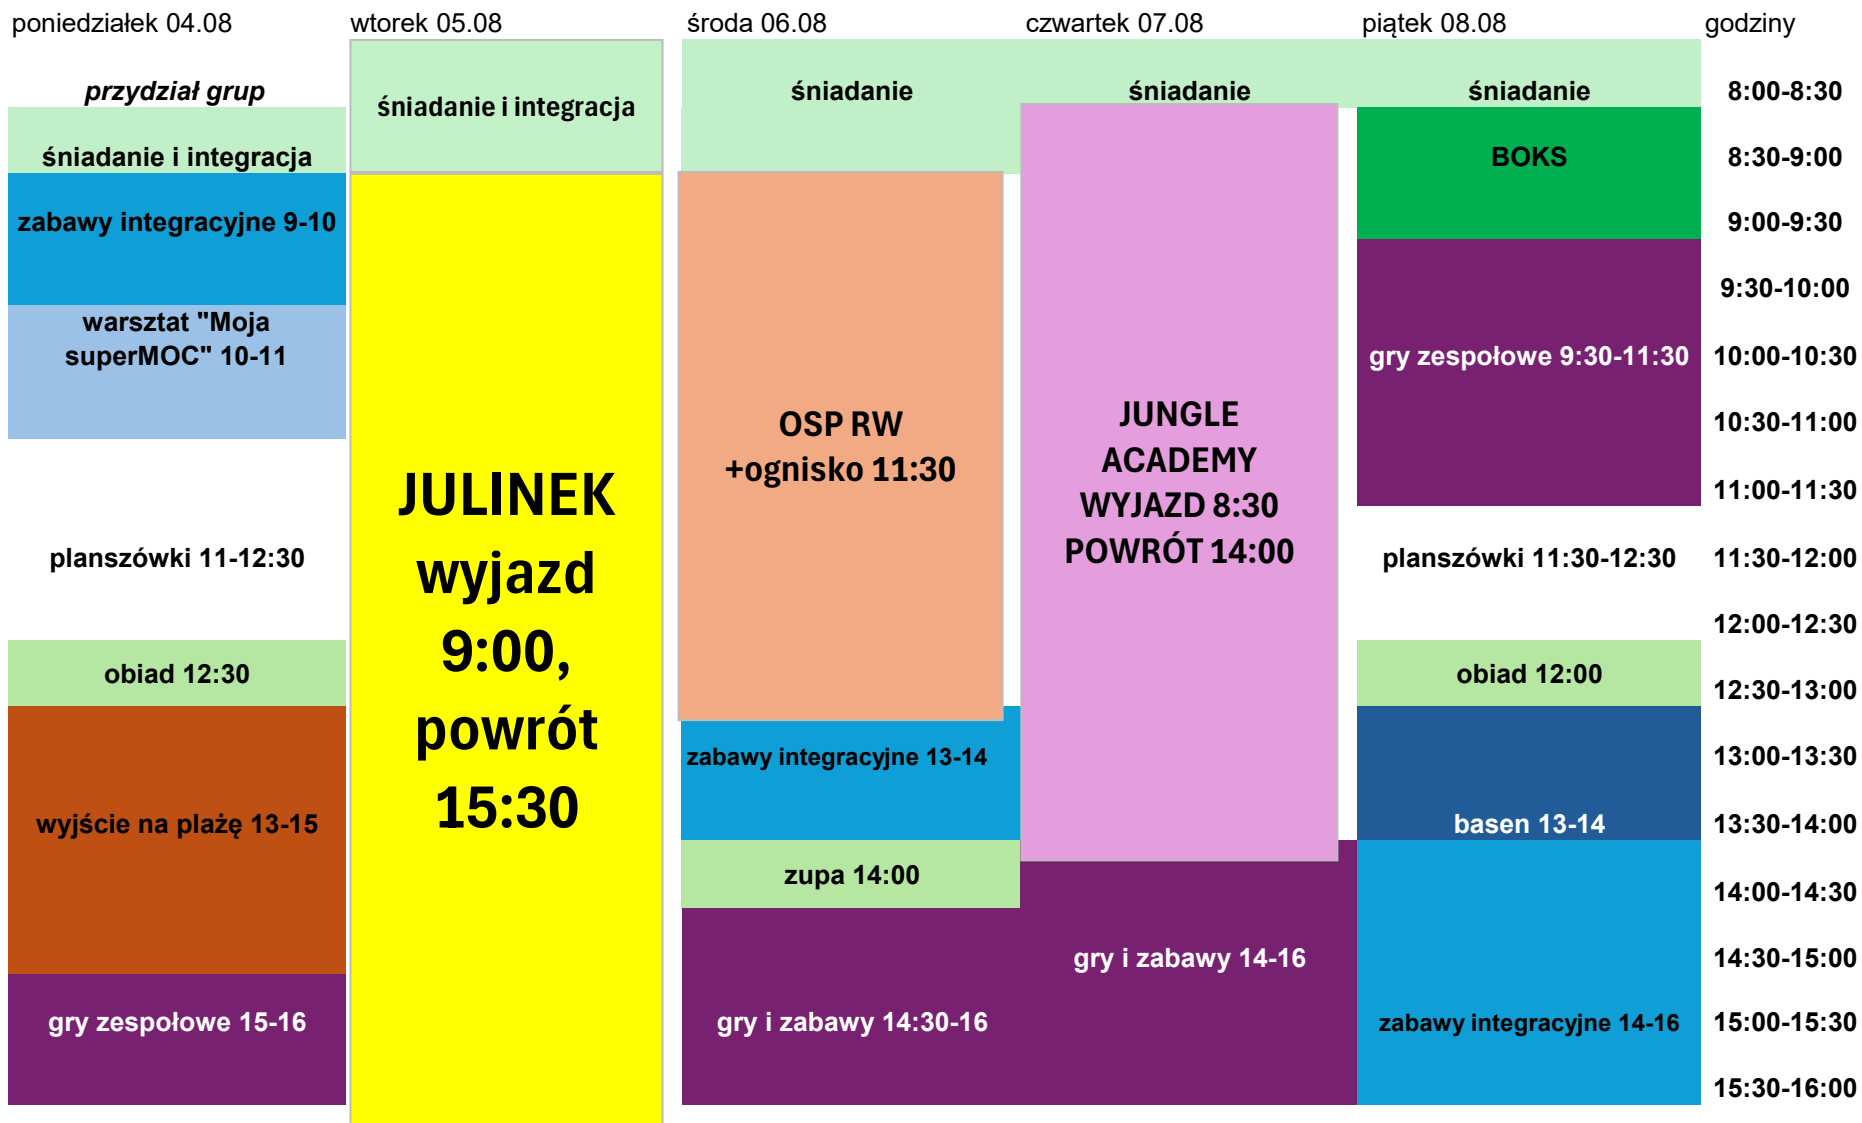 poniedziałek 04.08
wtorek 05.08
środa 06.08
czwartek 07.08
piątek 08.08
godziny
przydział grup
śniadanie i integracja
śniadanie
śniadanie
śniadanie
8:00-8:30
śniadanie i integracja
BOKS
8:30-9:00
zabawy integracyjne 9-10
9:00-9:30
9:30-10:00
warsztat "Moja
superMOC" 10-11
gry zespołowe 9:30-11:30
10:00-10:30
OSP RW
+ognisko 11:30
JUNGLE
ACADEMY
WYJAZD 8:30
POWRÓT 14:00
10:30-11:00
JULINEK
wyjazd
9:00,
powrót
15:30
11:00-11:30
planszówki 11-12:30
planszówki 11:30-12:30
11:30-12:00
12:00-12:30
obiad 12:30
obiad 12:00
12:30-13:00
zabawy integracyjne 13-14
13:00-13:30
wyjście na plażę 13-15
basen 13-14
13:30-14:00
zupa 14:00
14:00-14:30
gry i zabawy 14-16
14:30-15:00
gry zespołowe 15-16
gry i zabawy 14:30-16
zabawy integracyjne 14-16
15:00-15:30
15:30-16:00